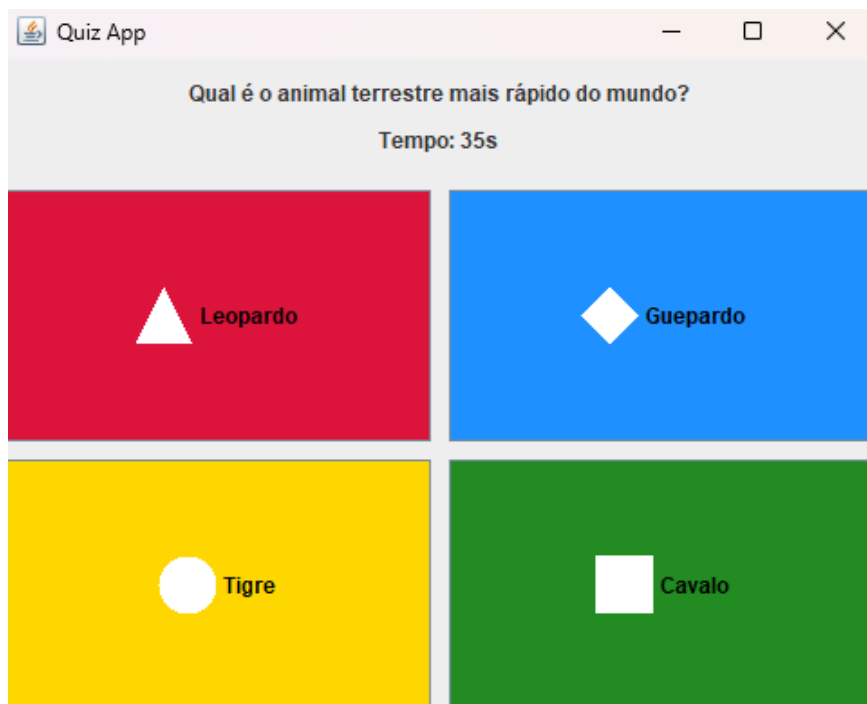 Quiz App
Qual é o animal terrestre mais rápido do mundo?
Tempo: 35s
Leopardo
Guepardo
Tigre
Cavalo